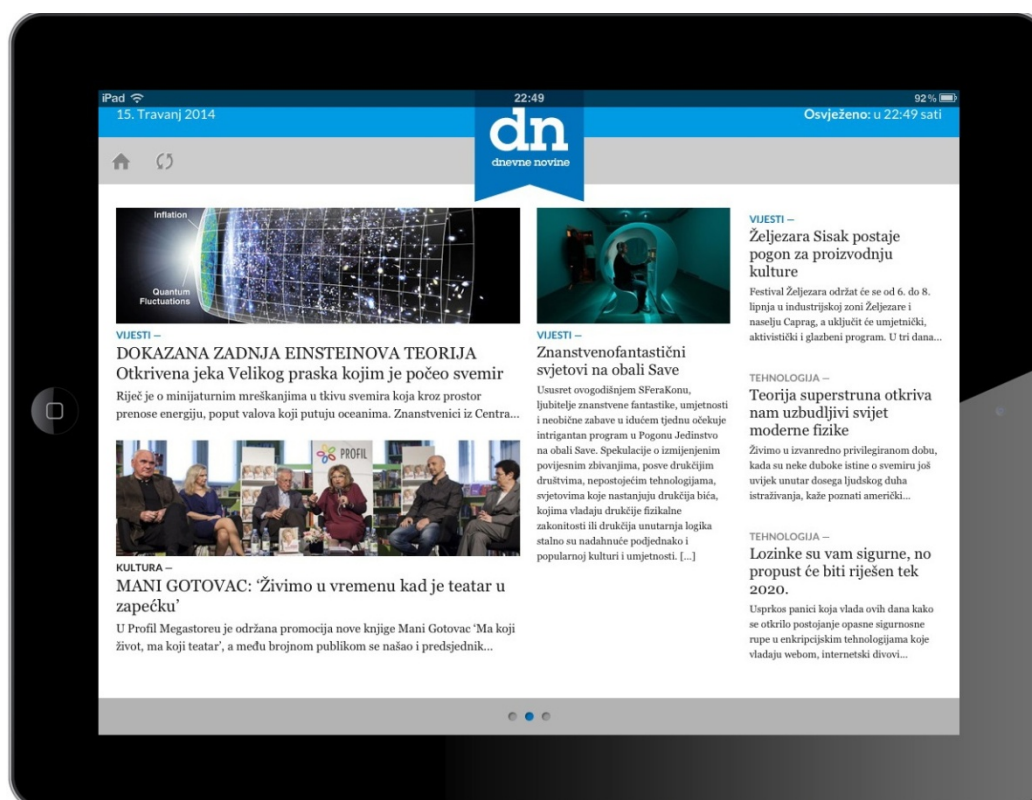 iPad
22:49
92%
15. Travanj 2014
dn
dnevne novine
Osvježeno: u 22:49 sati
Inflation
Quantum
Fluctuations
VIJESTI —
DOKAZANA ZADNJA EINSTEINOVA TEORIJA
Otkrivena jeka Velikog praska kojim je počeo svemir
Riječ je o minijaturnim mreškanjima u tkivu svemira koja kroz prostor
prenose energiju, poput valova koji putuju oceanima. Znanstvenici iz Centra...
PROFIL
KULTURA —
MANI GOTOVAC: ‘Živimo u vremenu kad je teatar u
zapećku’
U Profil Megastoreu je održana promocija nove knjige Mani Gotovac ‘Ma koji
život, ma koji teatar’, a među brojnom publikom se našao i predsjednik...
VIJESTI —
Znanstvenofantastični
svjetovi na obali Save
Ususret ovogodišnjem SFeraKonu,
ljubitelje znanstvene fantastike, umjetnosti
i neobične zabave u idućem tjednu očekuje
intrigantan program u Pogonu Jedinstvo
na obali Save. Spekulacije o izmijenjenim
povijesnim zbivanjima, posve drukčijim
društvima, nepostojećim tehnologijama,
svjetovima koje nastanjuju drukčija bića,
kojima vladaju drukčije fizikalne
zakonitosti ili drukčija unutarnja logika
stalno su nadahnuće podjednako i
popularnoj kulturi i umjetnosti. [...]
VIJESTI —
Željezara Sisak postaje
pogon za proizvodnju
kulture
Festival Željezara održat će se od 6. do 8.
lipnja u industrijskoj zoni Željezare i
naselju Caprag, a uključit će umjetnički,
aktivistički i glazbeni program. U tri dana...
TEHNOLOGIJA —
Teorija superstruna otkriva
nam uzbudljivi svijet
moderne fizike
Živimo u izvanredno privilegiranom dobu,
kada su neke duboke istine o svemiru još
uvijek unutar dosega ljudskog duha
istraživanja, kaže poznati američki...
TEHNOLOGIJA —
Lozinke su vam sigurne, no
propust će biti riješen tek
2020.
Usprkos panici koja vlada ovih dana kako
se otkrilo postojanje opasne sigurnosne
rupe u enkripcijskim tehnologijama koje
vladaju webom, internetski divovi...